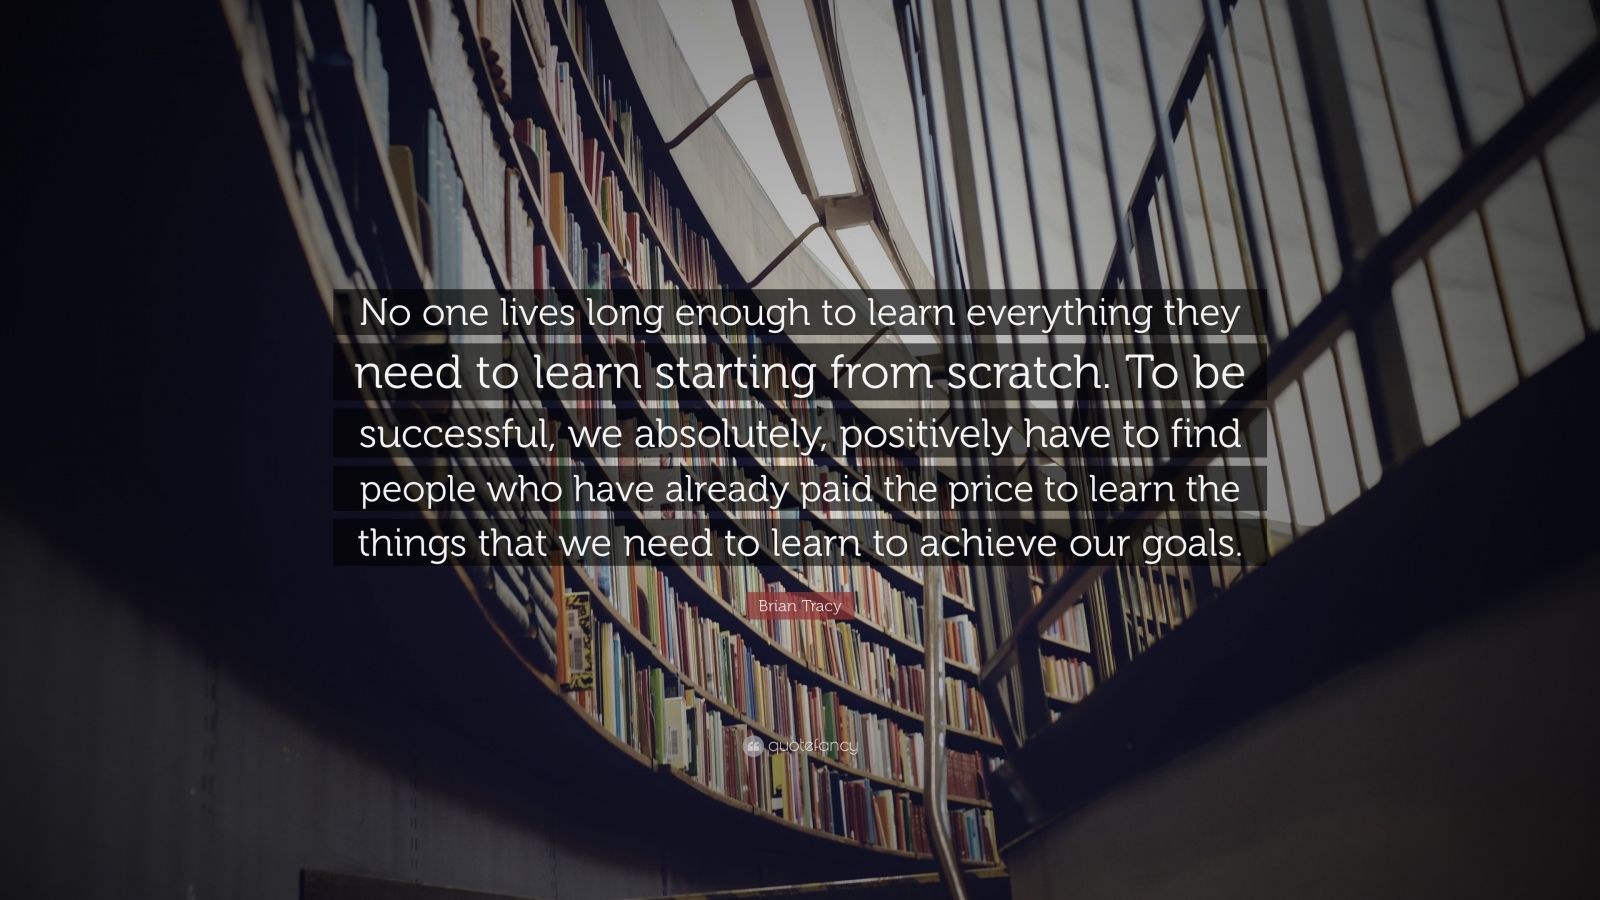 No one lives long enough to learn everything they
need to learn starting from scratch. To be
successful, we absolutely, positively have to find
people who have already paid the price to learn the
things that we need to learn to achieve our goals.
Brian Tracy
quotefancy